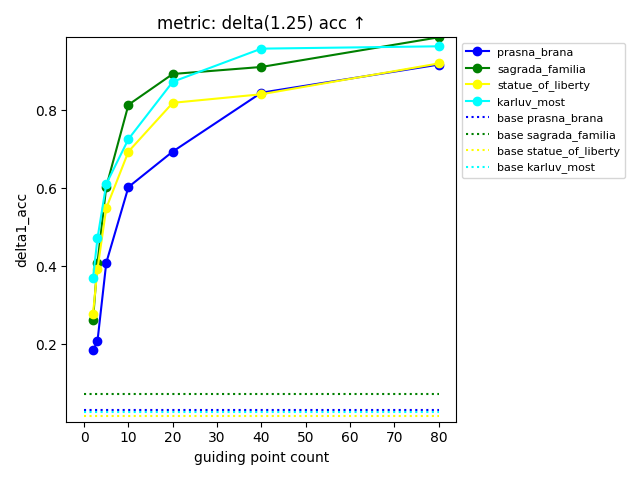 metric: delta(1.25) acc ↑
delta1_acc
0.8
0.6
0.4
0.2
0 10 20 30 40 50 60 70 80
guiding point count
prasna_brana
sagrada_familia
statue_of_liberty
karluv_most
base prasna_brana
base sagrada_familia
base statue_of_liberty
base karluv_most